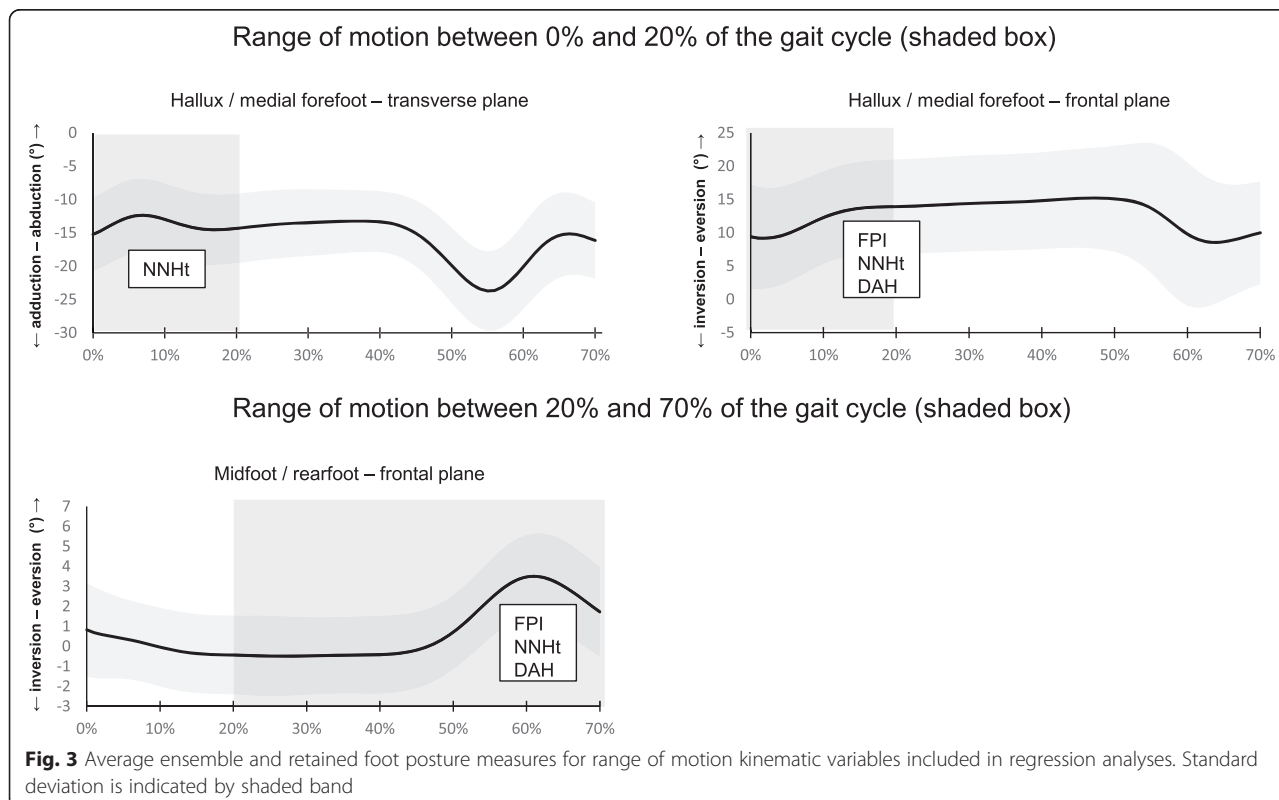 Range of motion between 0% and 20% of the gait cycle (shaded box)
Hallux / medial forefoot – transverse plane
← adduction – abduction (°) →
0
-5
-10
-15
-20
-25
-30
NNHt
0% 10% 20% 30% 40% 50% 60% 70%
Hallux / medial forefoot – frontal plane
← inversion – eversion (°) →
25
20
15
10
5
0
-5
FPI
NNHt
DAH
0% 10% 20% 30% 40% 50% 60% 70%
Range of motion between 20% and 70% of the gait cycle (shaded box)
Midfoot / rearfoot – frontal plane
← inversion – eversion (°) →
7
6
5
4
3
2
1
0
-1
-2
-3
FPI
NNHt
DAH
0% 10% 20% 30% 40% 50% 60% 70%
Fig. 3 Average ensemble and retained foot posture measures for range of motion kinematic variables included in regression analyses. Standard
deviation is indicated by shaded band